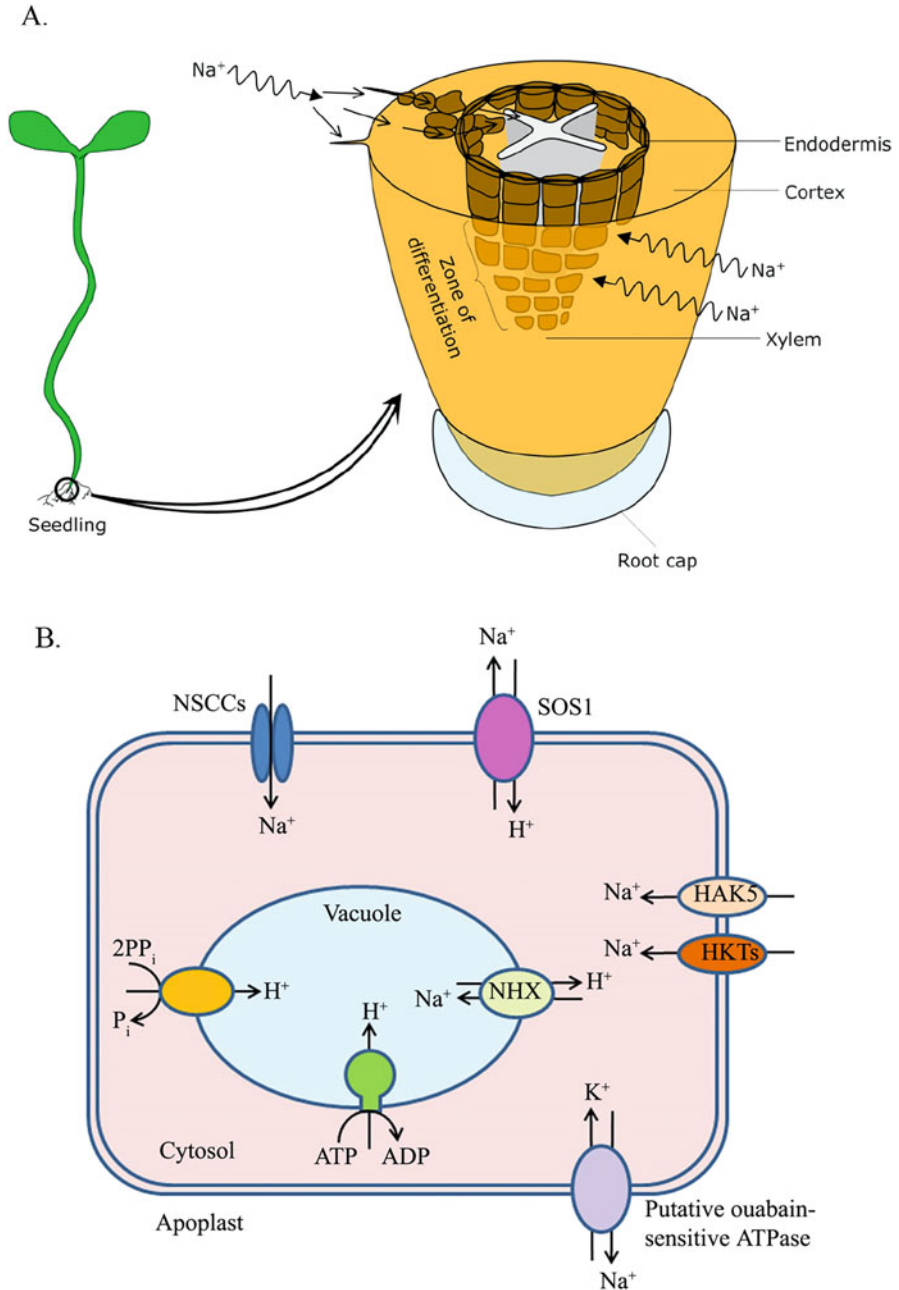 A.
Na⁺
Endodermis
Cortex
Zone of
differentiation
Na⁺
Na⁺
Xylem
Seedling
Root cap
B.
NSCCs
Na⁺
Na⁺
SOS1
H⁺
Na⁺
HAK5
Na⁺
HKTs
Vacuole
2PPᵢ
H⁺
Pᵢ
Na⁺
NHX
H⁺
H⁺
ATP
ADP
Cytosol
Apoplast
K⁺
Putative ouabain-
sensitive ATPase
Na⁺